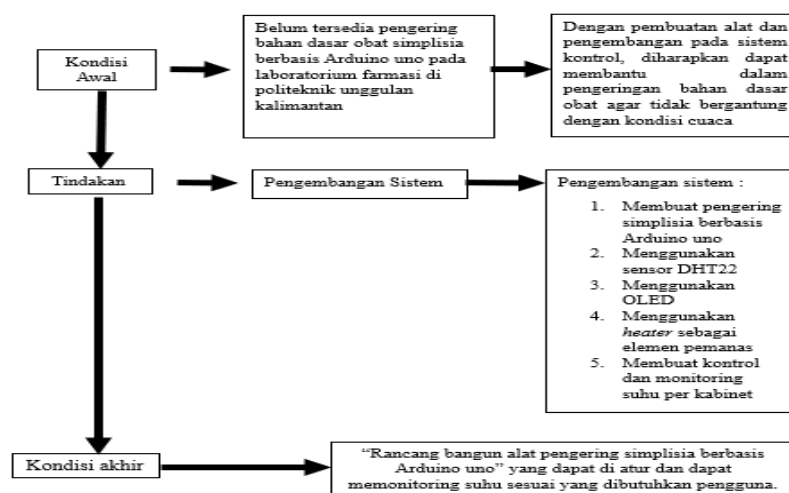 Kondisi
Awal
Belum tersedia pengering
bahan dasar obat simplisia
berbasis Arduino uno pada
laboratorium farmasi di
politeknik unggulan
kalimantan
Dengan pembuatan alat dan
pengembangan pada sistem
kontrol, diharapkan dapat
membantu dalam
pengeringan bahan dasar
obat agar tidak bergantung
dengan kondisi cuaca
Tindakan
Pengembangan Sistem
Pengembangan sistem :
1. Membuat pengering
simplisia berbasis
Arduino uno
2. Menggunakan
sensor DHT22
3. Menggunakan
OLED
4. Menggunakan
heater sebagai
elemen pemanas
5. Membuat kontrol
dan monitoring
suhu per kabinet
Kondisi akhir
“Rancang bangun alat pengering simplisia berbasis
Arduino uno” yang dapat di atur dan dapat
memonitoring suhu sesuai yang dibutuhkan pengguna.